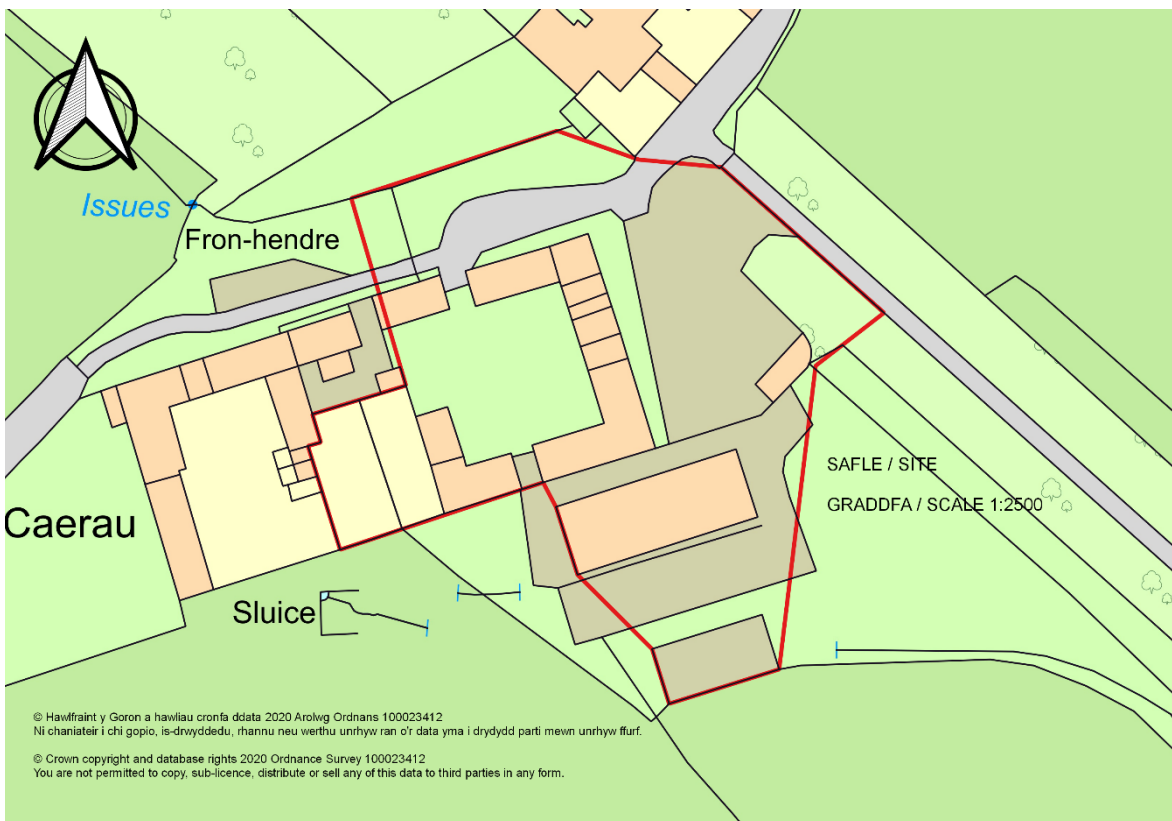 Issues
Fron-hendre
SAFLE / SITE
GRADDFA / SCALE 1:2500
Caerau
Sluice
© Hawlfraint y Goron a hawliau cronfa ddata 2020 Arolwg Ordnans 100023412
Ni chaniateir i chi gopio, is-drwyddedu, rhannu neu werthu unrhyw ran o'r data yma i drydydd parti mewn unrhyw ffurf.
© Crown copyright and database rights 2020 Ordnance Survey 100023412
You are not permitted to copy, sub-licence, distribute or sell any of this data to third parties in any form.